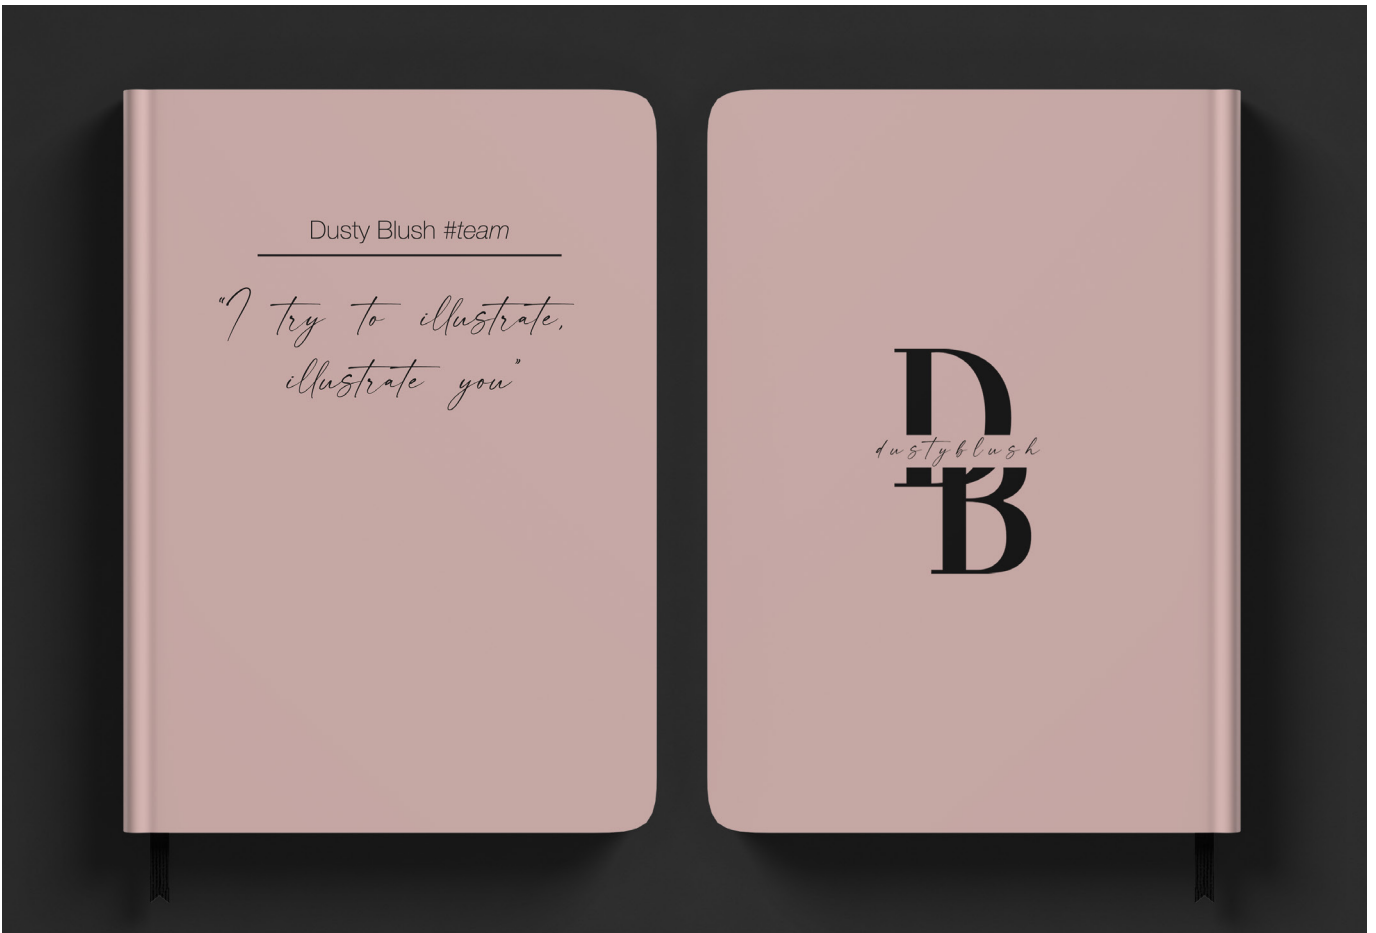 Dusty Blush #team
"I try to illustrate,
illustrate you"
D
dustyblush
B